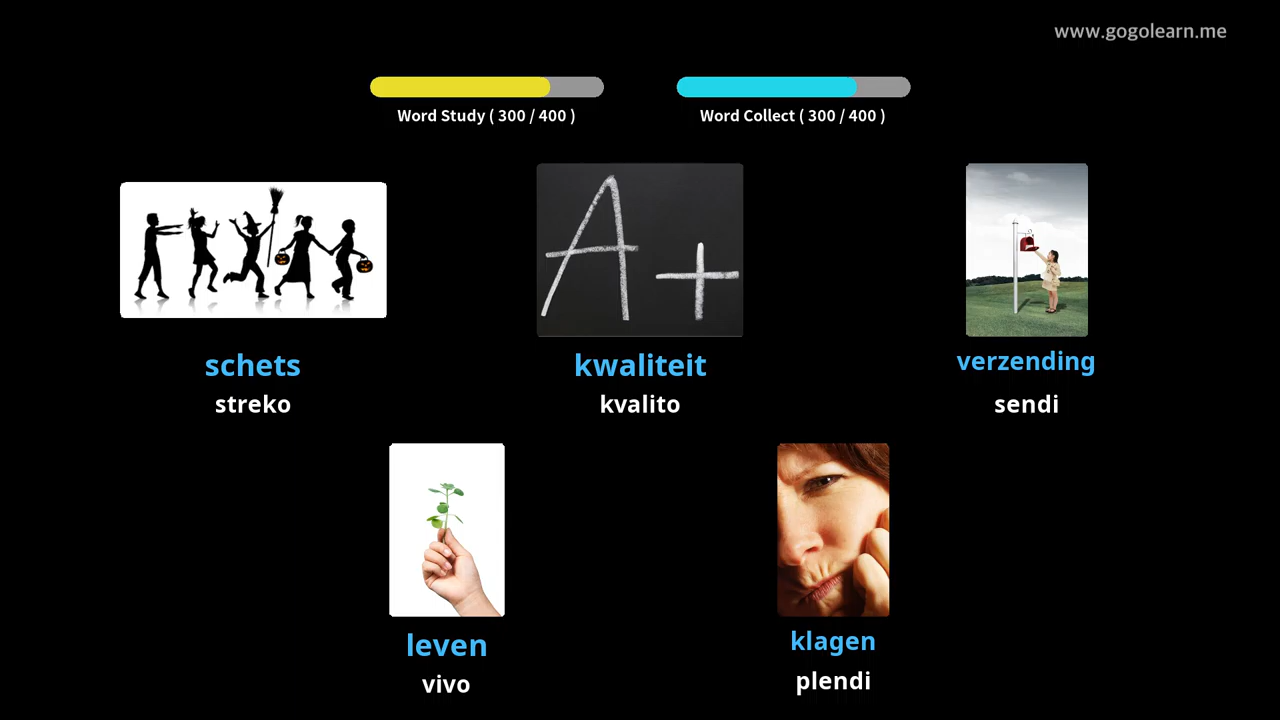 www.gogolearn.me
Word Study ( 300 / 400 )
Word Collect ( 300 / 400 )
A+
schets
streko
kwaliteit
kvalito
verzending
sendi
leven
vivo
klagen
plendi